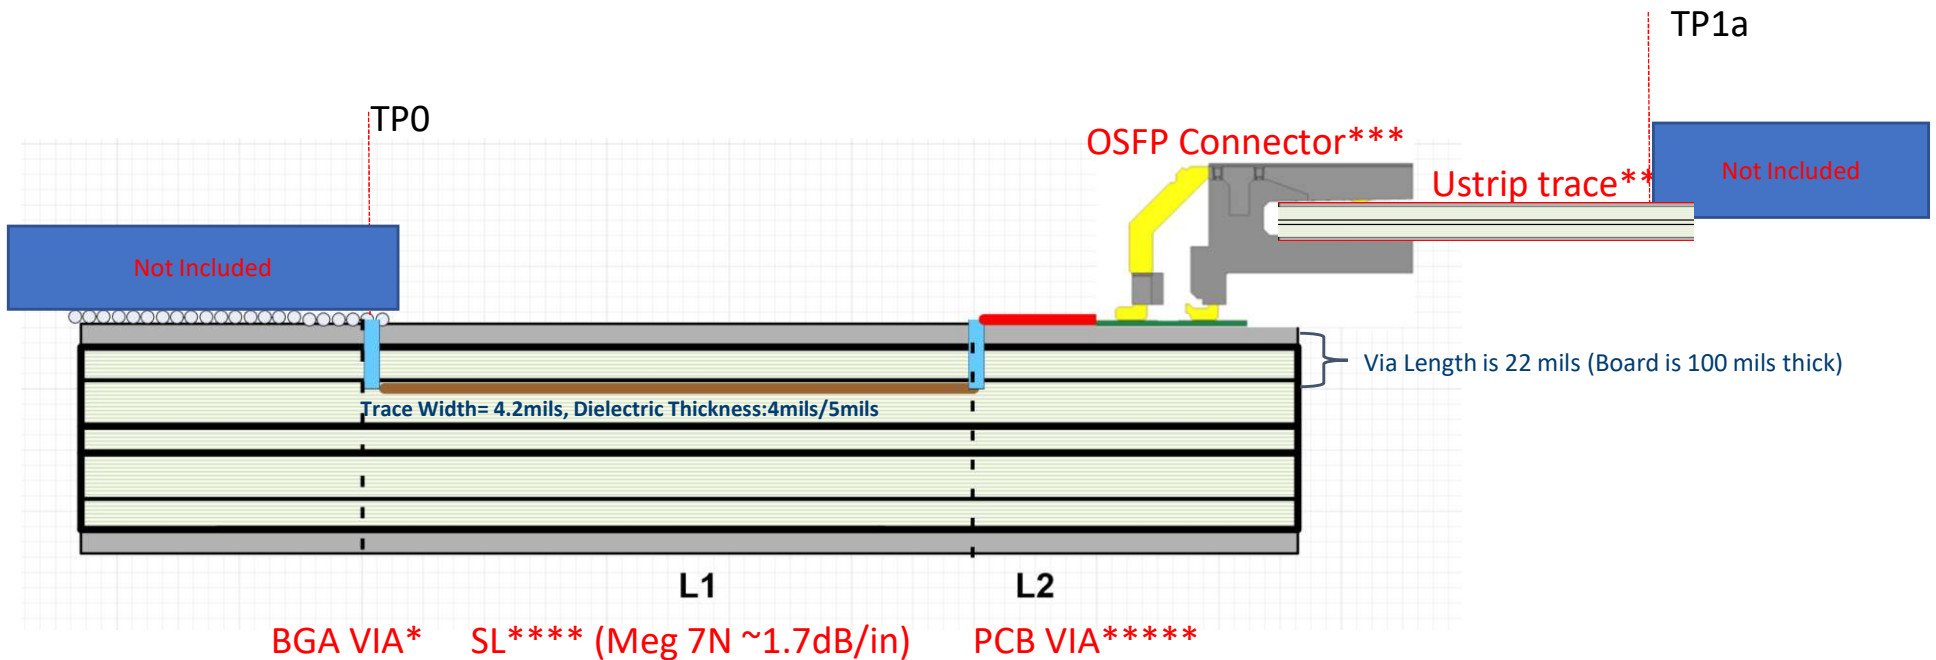 TP1a
TP0
OSFP Connector***
Ustrip trace**
Not Included
Not Included
Via Length is 22 mils (Board is 100 mils thick)
Trace Width= 4.2mils, Dielectric Thickness:4mils/5mils
L1
L2
BGA VIA*
SL**** (Meg 7N ~1.7dB/in)
PCB VIA*****